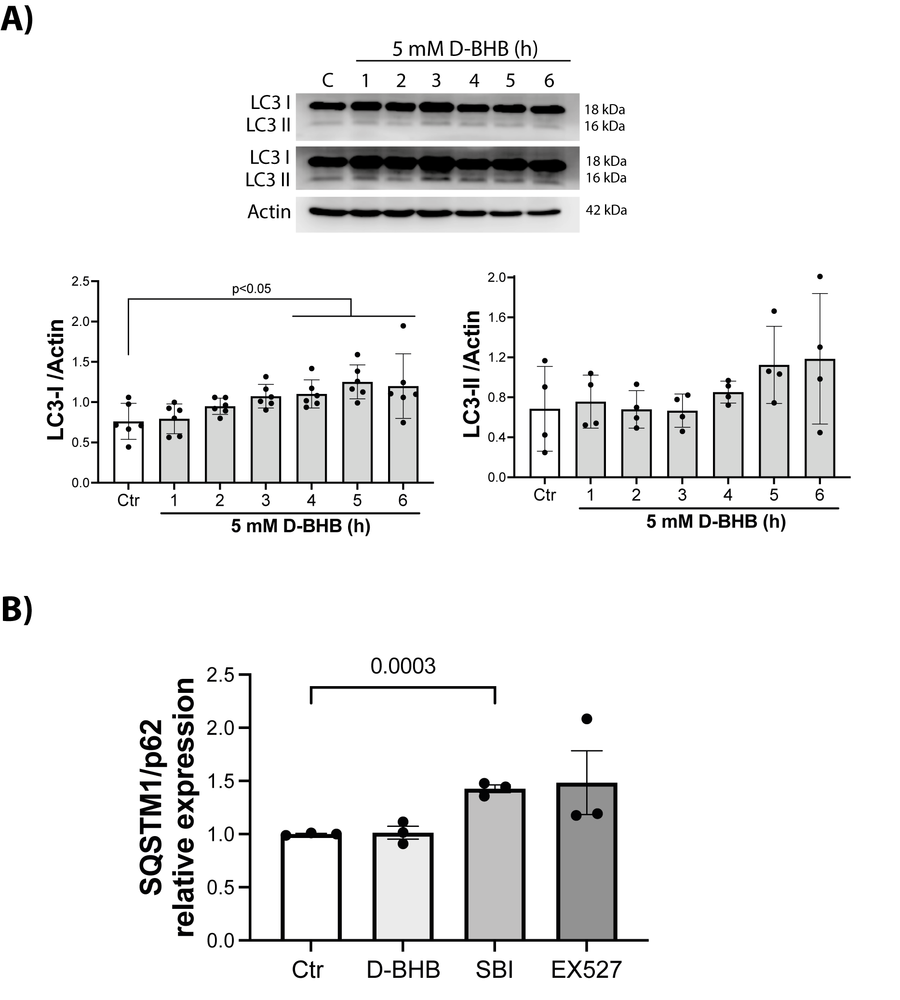 A)
5 mM D-BHB (h)
C 1 2 3 4 5 6
LC3 I 18 kDa
LC3 II 16 kDa
LC3 I 18 kDa
LC3 II 16 kDa
Actin 42 kDa
LC3-I /Actin
2.5
2.0
1.5
1.0
0.5
0.0
p<0.05
Ctr 1 2 3 4 5 6
5 mM D-BHB (h)
LC3-II /Actin
2.0
1.6
1.2
0.8
0.4
0.0
Ctr 1 2 3 4 5 6
5 mM D-BHB (h)
B)
SQSTM1/p62
relative expression
2.5
2.0
1.5
1.0
0.5
0.0
0.0003
Ctr D-BHB SBI EX527